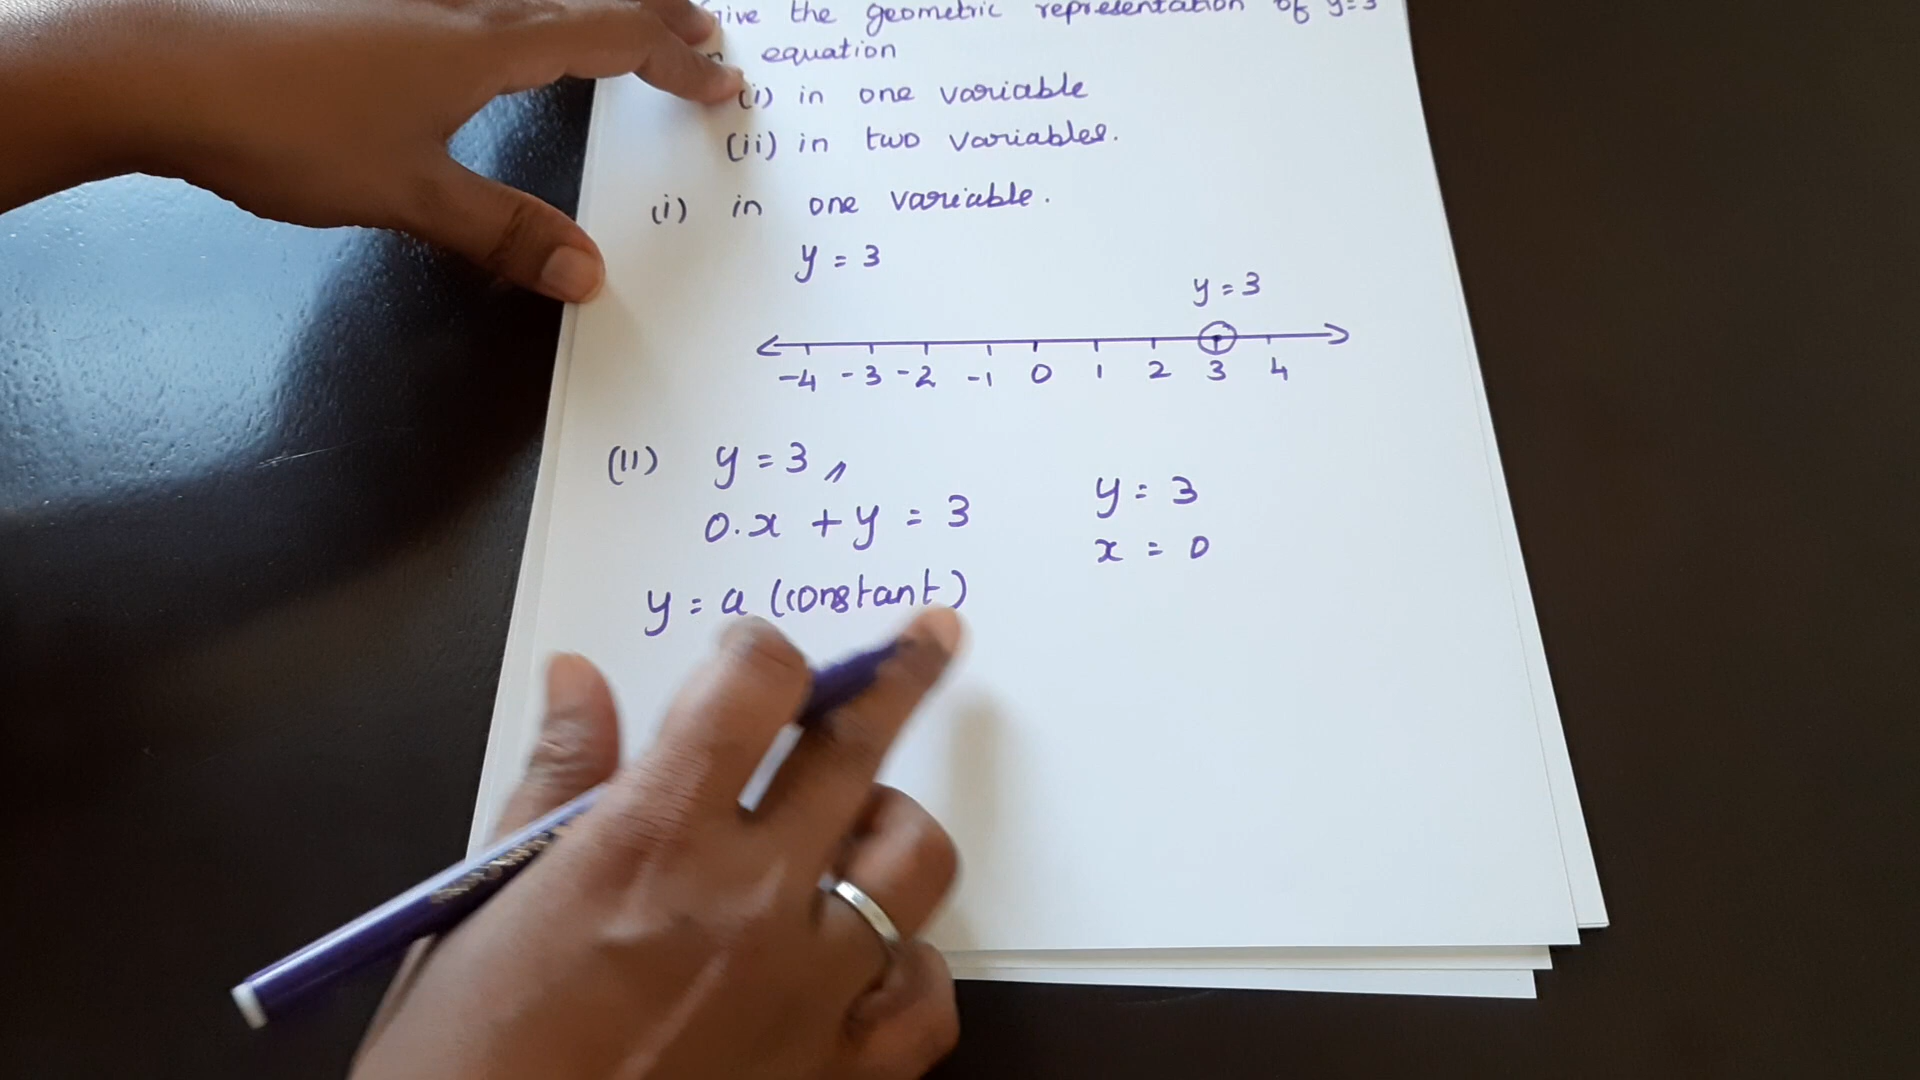 Give the geometric representation of y=3
equation
(i) in one variable
(ii) in two variables.
(i) in one variable.
y = 3
y = 3
-4 -3 -2 -1 0 1 2 3 4
(11) y = 3,
0.x + y = 3
y = a (constant)
y = 3
x = 0